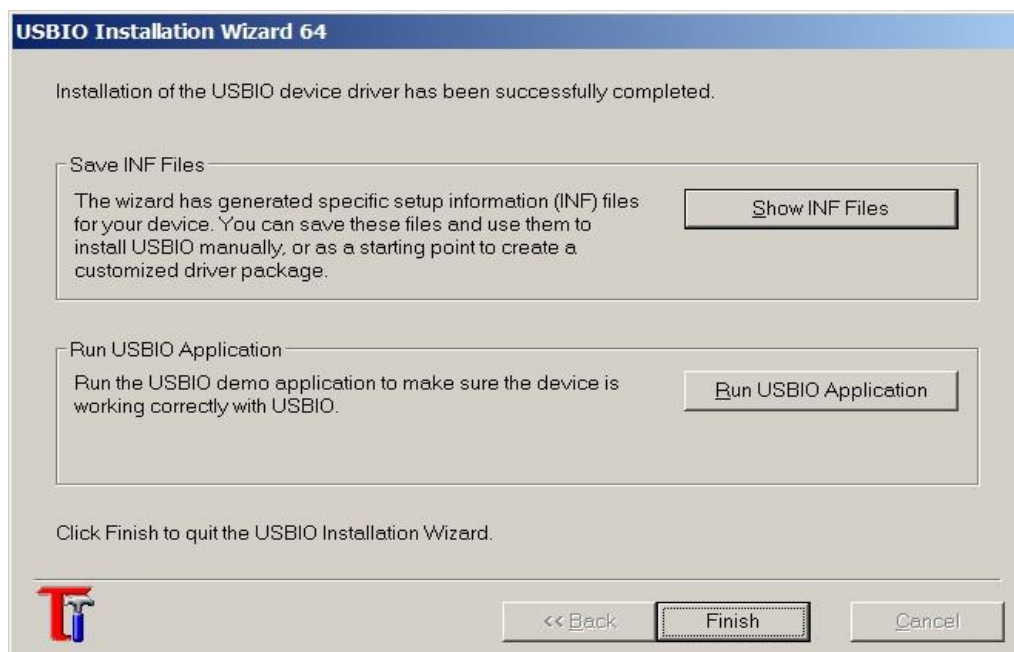 USBIO Installation Wizard 64
Installation of the USBIO device driver has been successfully completed.
Save INF Files
The wizard has generated specific setup information (INF) files
for your device. You can save these files and use them to
install USBIO manually, or as a starting point to create a
customized driver package.
Show INF Files
Run USBIO Application
Run the USBIO demo application to make sure the device is
working correctly with USBIO.
Run USBIO Application
Click Finish to quit the USBIO Installation Wizard.
<< Back
Finish
Cancel